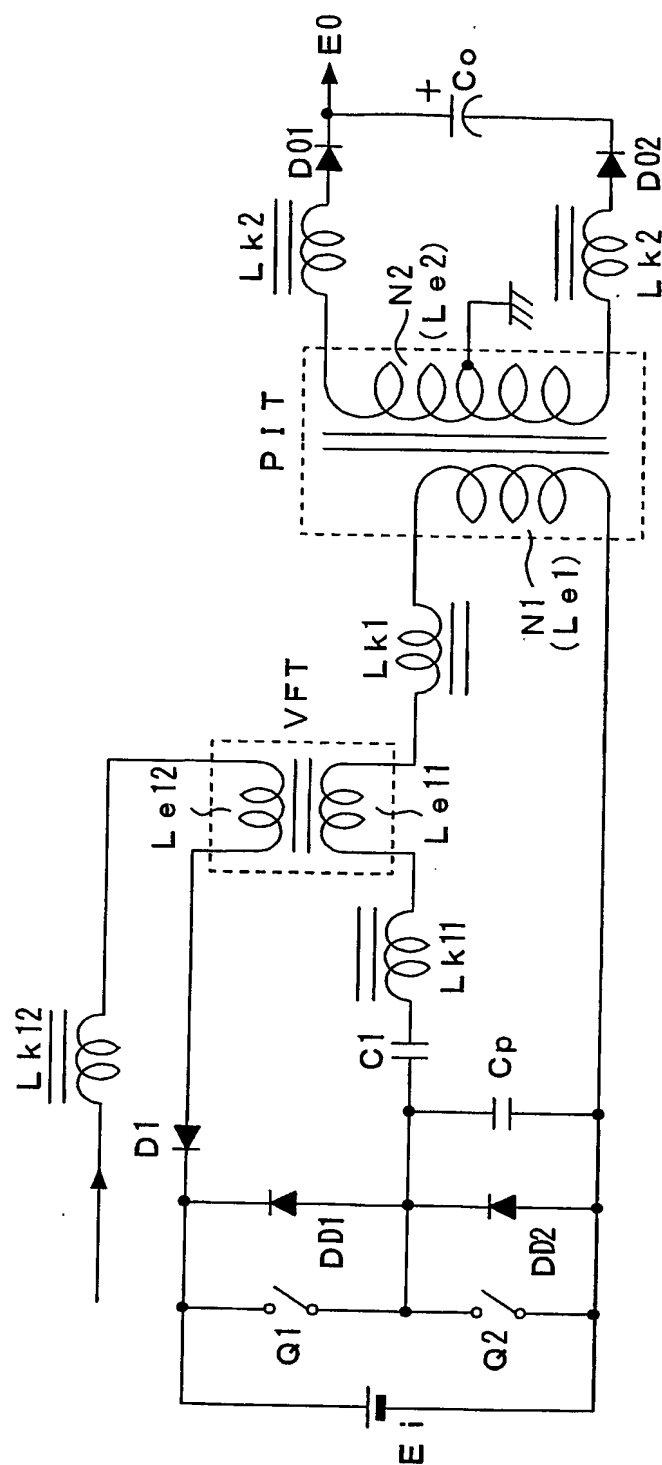 Lk12
D1
Le12
VFT
Le11
Lk1
PIT
N2
(Le2)
N1
(Le1)
Lk2
D01
E0
+
Co
D02
Lk2
C1
Lk11
Cp
DD1
DD2
Q1
Q2
Ei